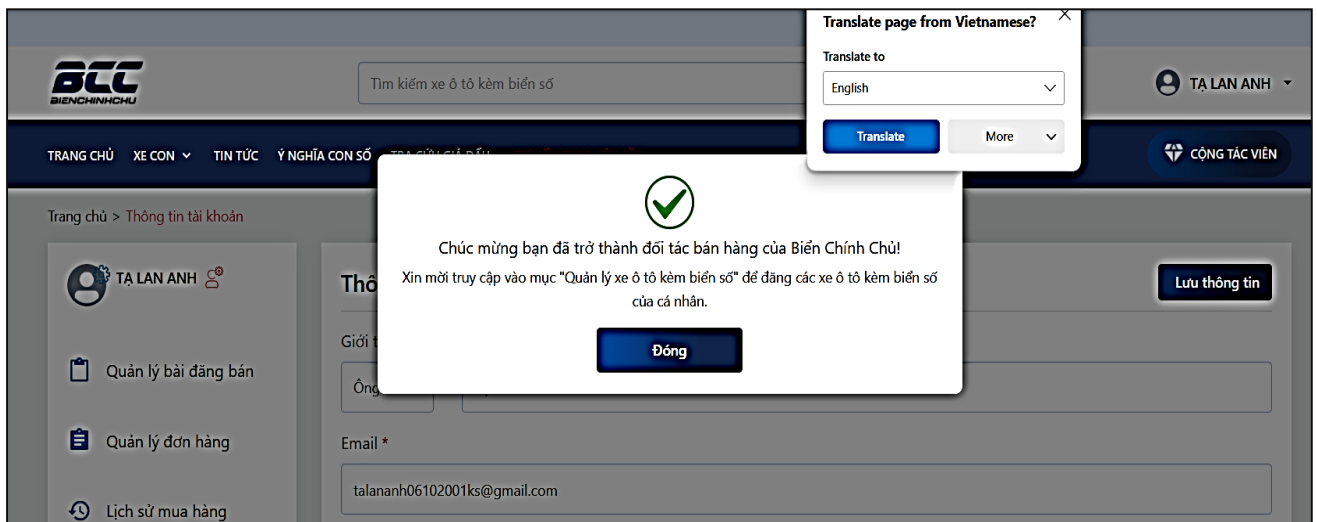 Translate page from Vietnamese?
Translate to
English
Translate
More
BCC
BIENCHINHCHU
Tìm kiếm xe ô tô kèm biển số
TẠ LAN ANH
TRANG CHỦ XE CON TIN TỨC Ý NGHĨA CON SỐ
CỘNG TÁC VIÊN
Trang chủ > Thông tin tài khoản
TẠ LAN ANH
Quản lý bài đăng bán
Quản lý đơn hàng
Lịch sử mua hàng
Chúc mừng bạn đã trở thành đối tác bán hàng của Biển Chính Chủ!
Xin mời truy cập vào mục "Quản lý xe ô tô kèm biển số" để đăng các xe ô tô kèm biển số
của cá nhân.
Đóng
Lưu thông tin
Giới
Ông
Email *
talananh06102001ks@gmail.com